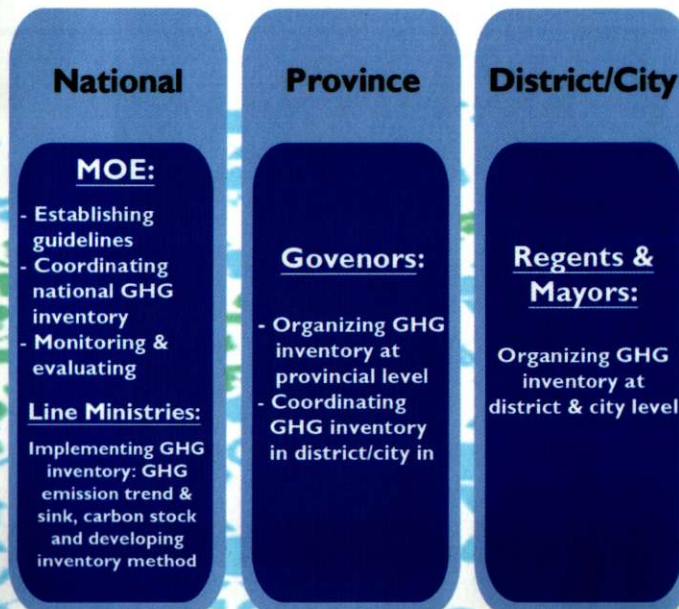 National
MOE:
- Establishing
guidelines
- Coordinating
national GHG
inventory
- Monitoring &
evaluating
Line Ministries:
Implementing GHG
inventory: GHG
emission trend &
sink, carbon stock
and developing
inventory method
Province
Govenors:
- Organizing GHG
inventory at
provincial level
- Coordinating
GHG inventory
in district/city in
District/City
Regents &
Mayors:
Organizing GHG
inventory at
district & city level